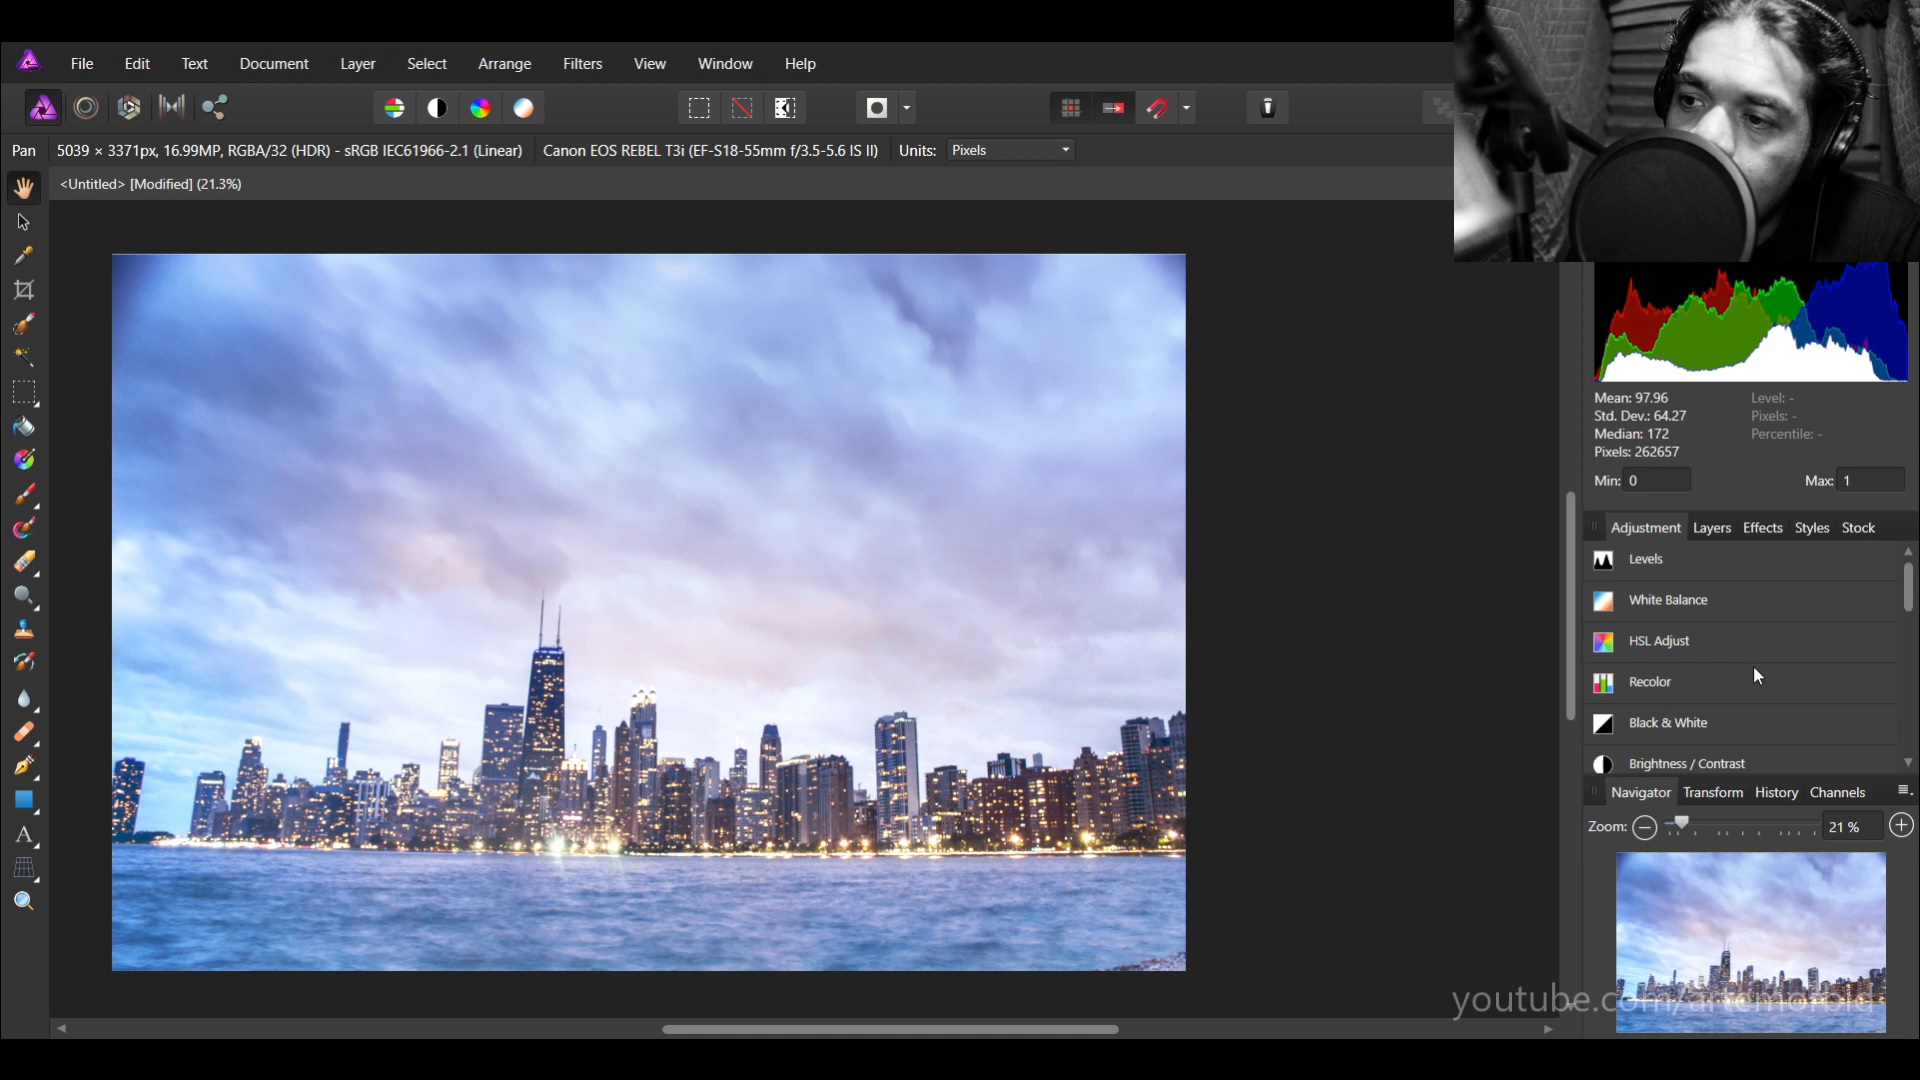 File Edit Text Document Layer Select Arrange Filters View Window Help
Pan 5039 × 3371px, 16.99MP, RGBA/32 (HDR) - sRGB IEC61966-2.1 (Linear) Canon EOS REBEL T3i (EF-S18-55mm f/3.5-5.6 IS II) Units: Pixels
<Untitled> [Modified] (21.3%)
Mean: 97.96 Level: -
Std. Dev.: 64.27 Pixels: -
Median: 172 Percentile: -
Pixels: 262657
Min: 0 Max: 1
Adjustment Layers Effects Styles Stock
Levels
White Balance
HSL Adjust
Recolor
Black & White
Brightness / Contrast
Navigator Transform History Channels
Zoom: 21 %
youtube.com/artemorbid